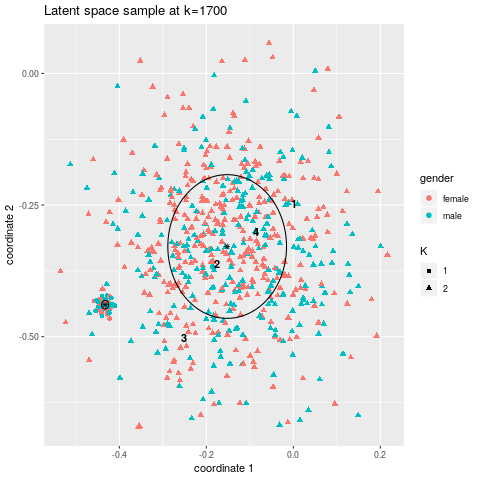 Latent space sample at k=1700
coordinate 2
0.00
-0.25
-0.50
-0.4
-0.2
0.0
0.2
coordinate 1
1
4
2
3
gender
female
male
K
1
2